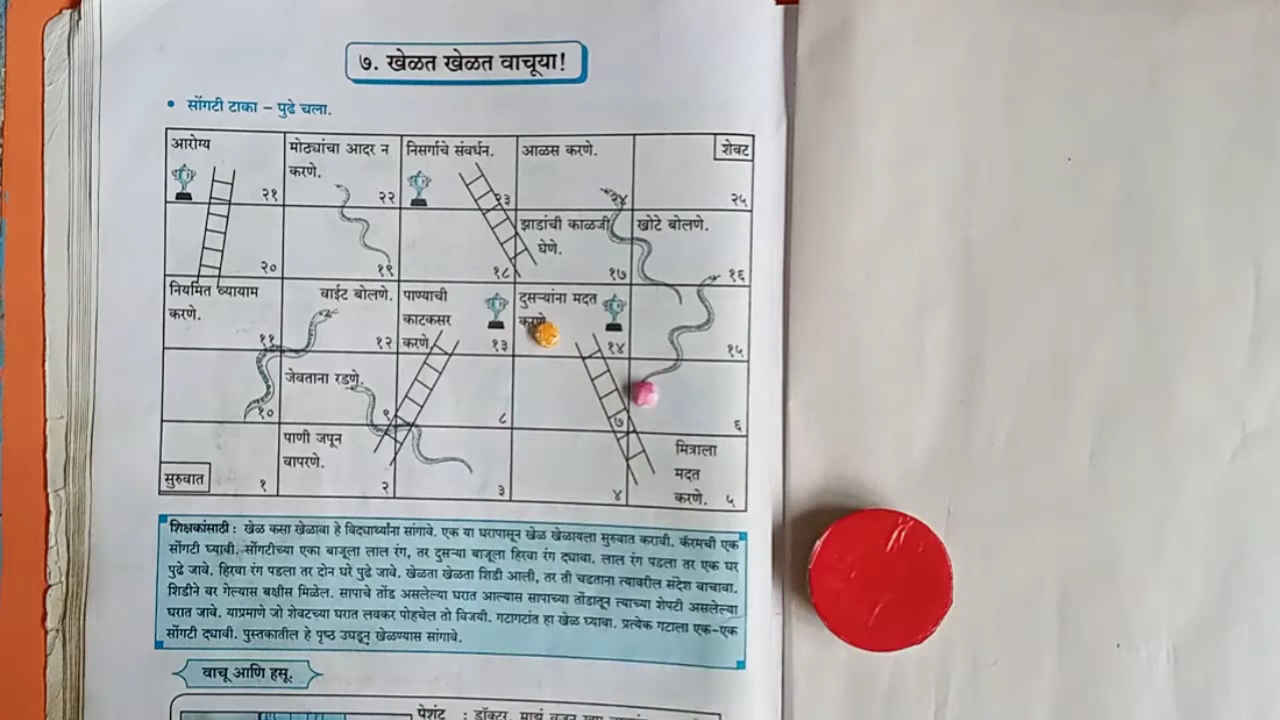 ७. खेळत खेळत वाचूया!
• सोंगटी टाका – पुढे चला.
आरोग्य
२१
मोठ्यांचा आदर न
करणे.
२२
निसर्गाचे संवर्धन.
२३
आळस करणे.
२४
शेवट
२५
२०
१९
१८
झाडांची काळजी
घेणे.
१७
खोटे बोलणे.
१६
नियमित व्यायाम
करणे.
११
वाईट बोलणे.
१२
पाण्याची
काटकसर
करणे.
१३
दुसऱ्यांना मदत
करणे.
१४
१५
१०
जेवताना रडणे.
९
८
७
६
सुरुवात
१
पाणी जपून
वापरणे.
२
३
४
मित्राला
मदत
करणे. ५
शिक्षकांसाठी : खेळ कसा खेळावा हे विद्यार्थ्यांना सांगावे. एक या घरापासून खेळ खेळायला सुरुवात करावी. कॅरमची एक
सोंगटी घ्यावी. सोंगटीच्या एका बाजूला लाल रंग, तर दुसऱ्या बाजूला हिरवा रंग द्यावा. लाल रंग पडला तर एक घर
पुढे जावे. हिरवा रंग पडला तर दोन घरे पुढे जावे. खेळता खेळता शिडी आली, तर ती चढताना त्यावरील संदेश वाचावा.
शिडीने वर गेल्यास बक्षीस मिळेल. सापाचे तोंड असलेल्या घरात आल्यास सापाच्या तोंडातून त्याच्या शेपटी असलेल्या
घरात जावे. याप्रमाणे जो शेवटच्या घरात लवकर पोहचेल तो विजयी. गटागटांत हा खेळ घ्यावा. प्रत्येक गटाला एक-एक
सोंगटी द्यावी. पुस्तकातील हे पृष्ठ उघडून खेळण्यास सांगावे.
वाचू आणि हसू.
पेशंट : डॉक्टर, माझं वजन खूप